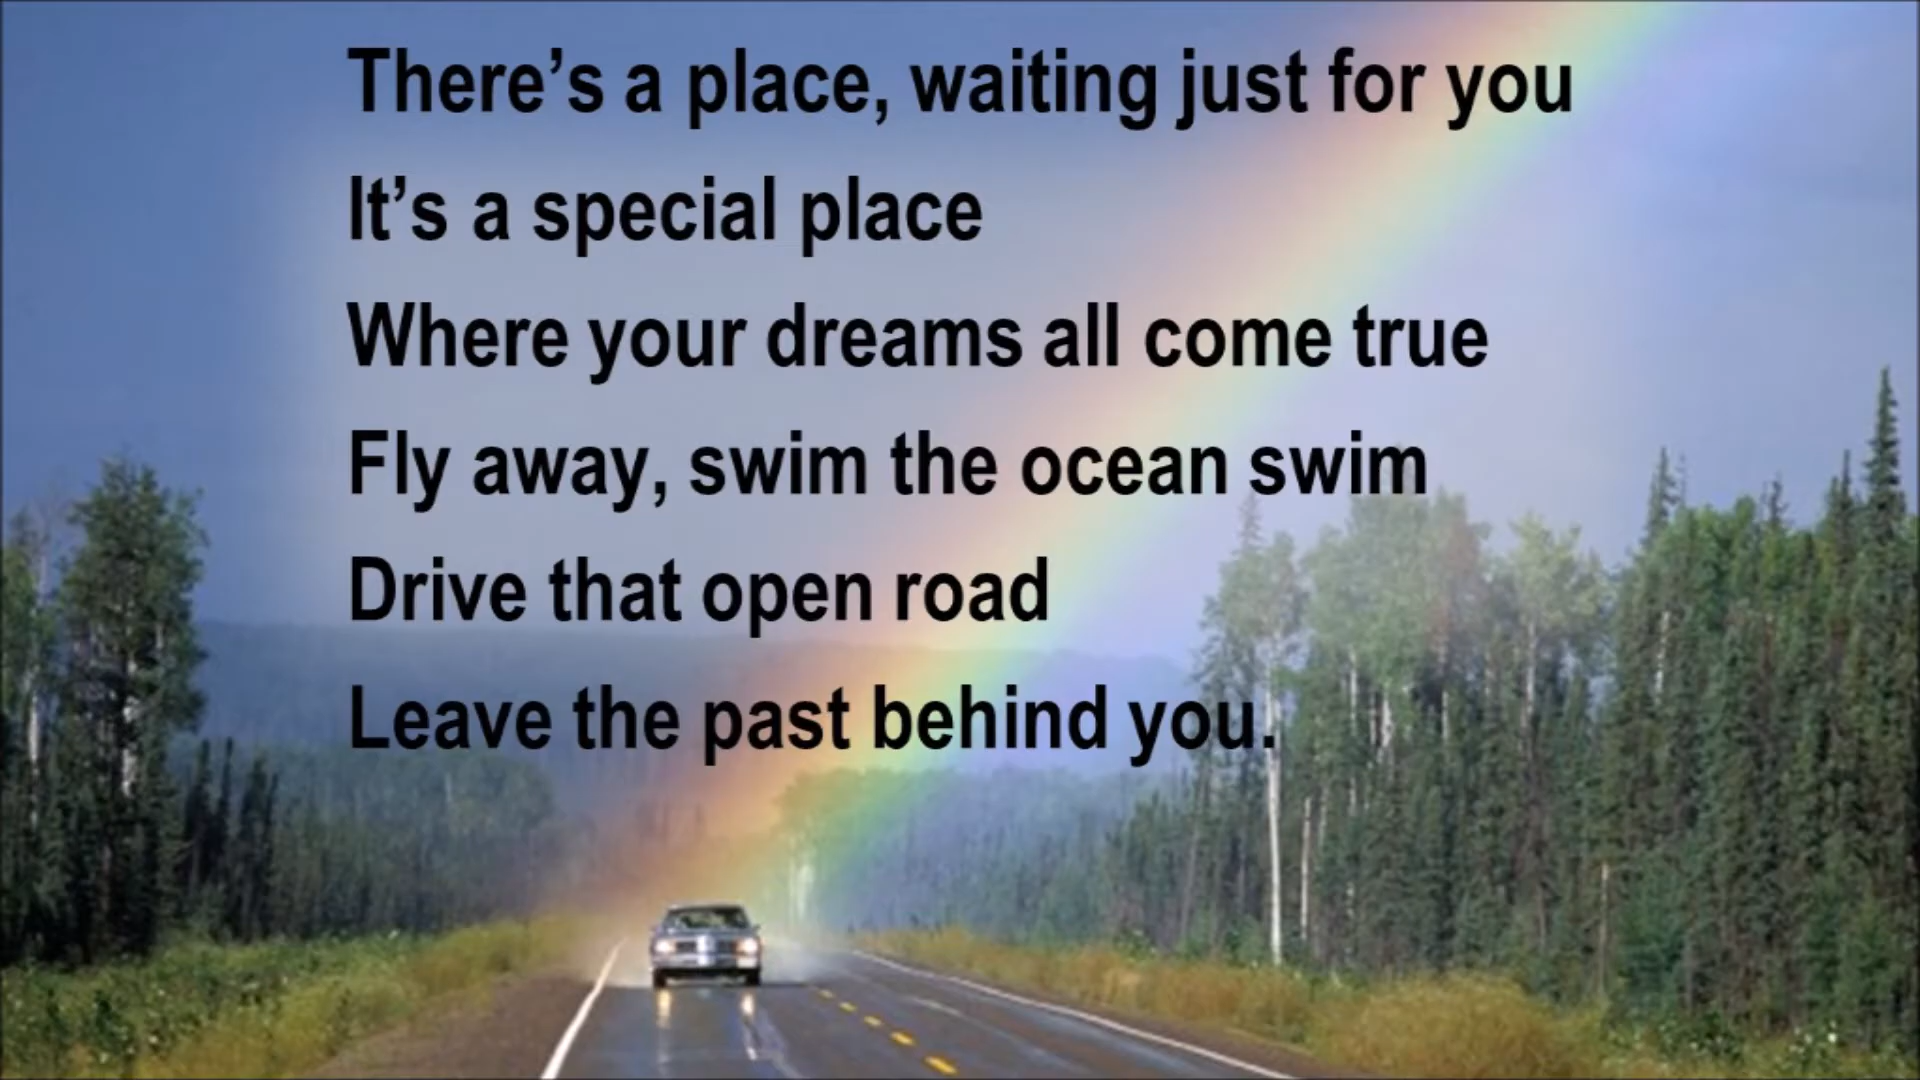 There’s a place, waiting just for you
It’s a special place
Where your dreams all come true
Fly away, swim the ocean swim
Drive that open road
Leave the past behind you.